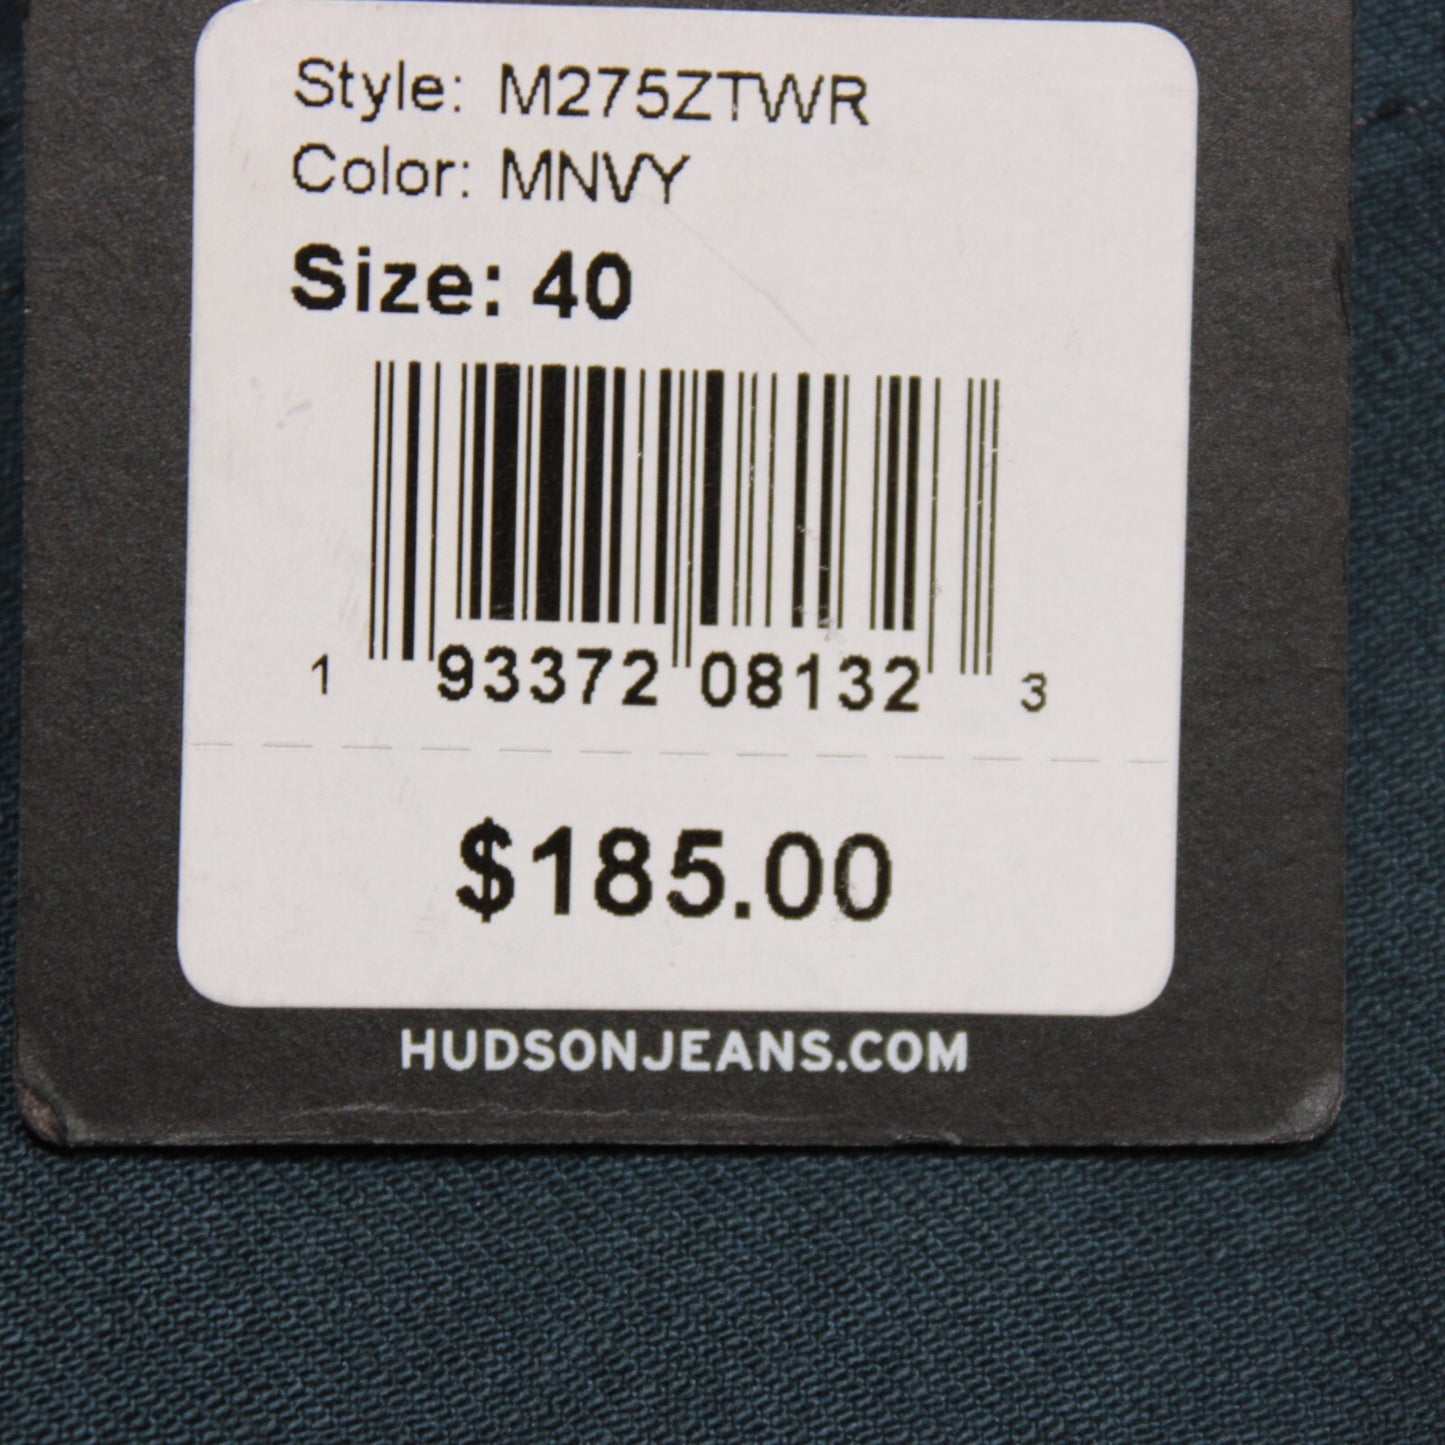 Style: M275ZTWR
Color: MNVY
Size: 40
1 93372 08132 3
$185.00
HUDSONJEANS.COM